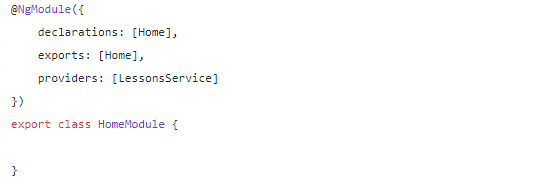 @NgModule({
    declarations: [Home],
    exports: [Home],
    providers: [LessonsService]
})
export class HomeModule {

}